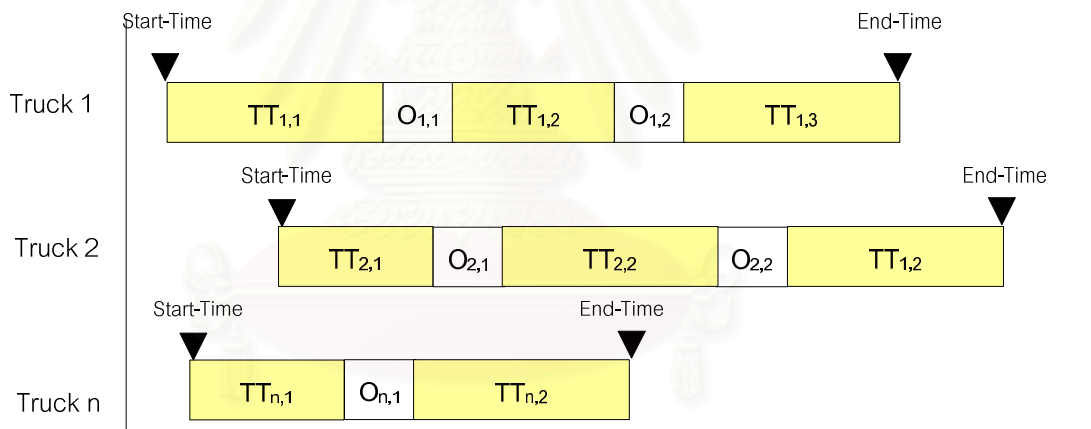 Start-Time End-Time
Truck 1 TT1,1 O1,1 TT1,2 O1,2 TT1,3
Start-Time End-Time
Truck 2 TT2,1 O2,1 TT2,2 O2,2 TT1,2
Start-Time End-Time
Truck n TTn,1 On,1 TTn,2